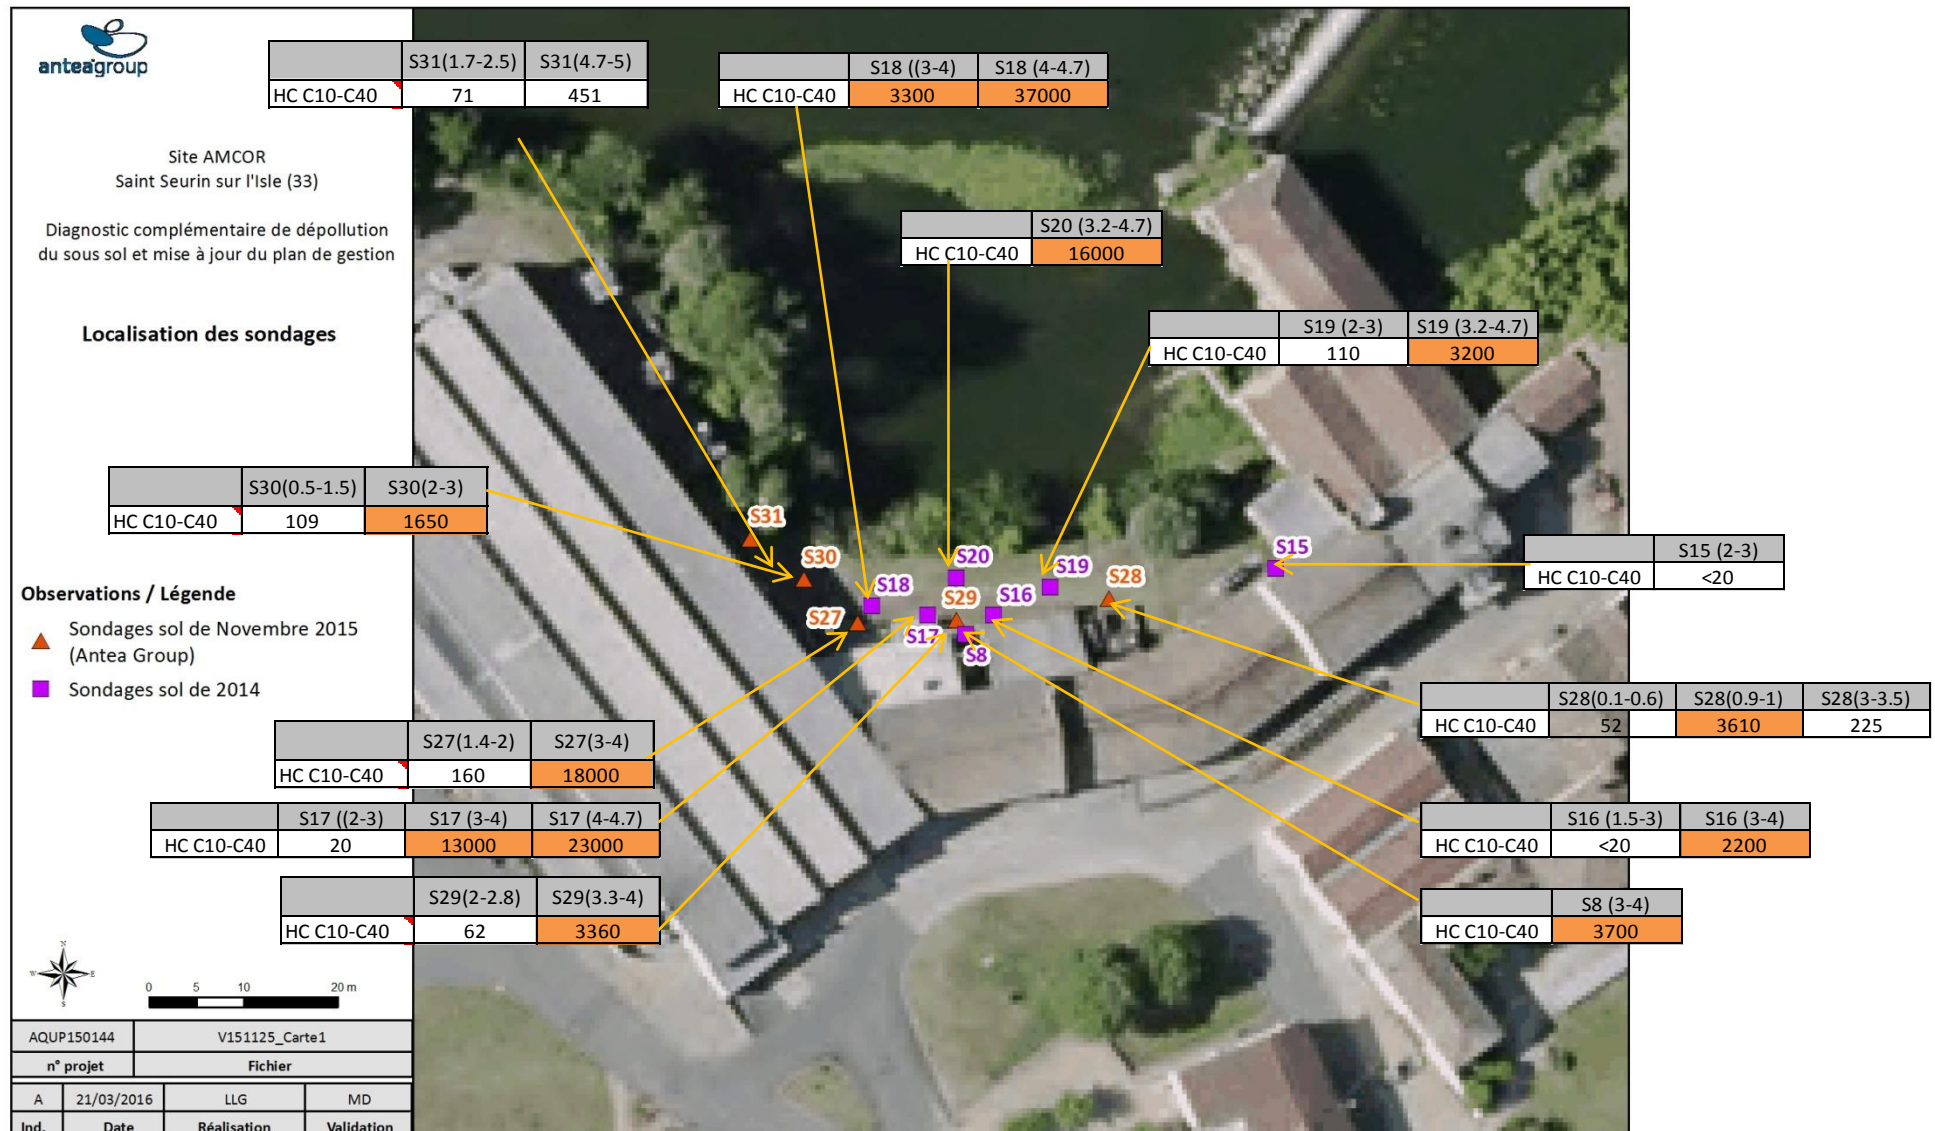 anteagroup
Site AMCOR
Saint Seurin sur l'Isle (33)
Diagnostic complémentaire de dépollution
du sous sol et mise à jour du plan de gestion
Localisation des sondages
Observations / Légende
Sondages sol de Novembre 2015
(Antea Group)
Sondages sol de 2014
S31(1.7-2.5) S31(4.7-5)
HC C10-C40 71 451
S18 ((3-4) S18 (4-4.7)
HC C10-C40 3300 37000
S20 (3.2-4.7)
HC C10-C40 16000
S19 (2-3) S19 (3.2-4.7)
HC C10-C40 110 3200
S30(0.5-1.5) S30(2-3)
HC C10-C40 109 1650
S15 (2-3)
HC C10-C40 <20
S31
S30
S20
S19
S15
S28
S18
S29
S16
S27
S17
S8
S28(0.1-0.6) S28(0.9-1) S28(3-3.5)
HC C10-C40 52 3610 225
S27(1.4-2) S27(3-4)
HC C10-C40 160 18000
S17 ((2-3) S17 (3-4) S17 (4-4.7)
HC C10-C40 20 13000 23000
S16 (1.5-3) S16 (3-4)
HC C10-C40 <20 2200
S29(2-2.8) S29(3.3-4)
HC C10-C40 62 3360
S8 (3-4)
HC C10-C40 3700
N
W E
S
0 5 10 20 m
AQUP150144 V151125_Carte1
n° projet Fichier
A 21/03/2016 LLG MD
Ind. Date Réalisation Validation